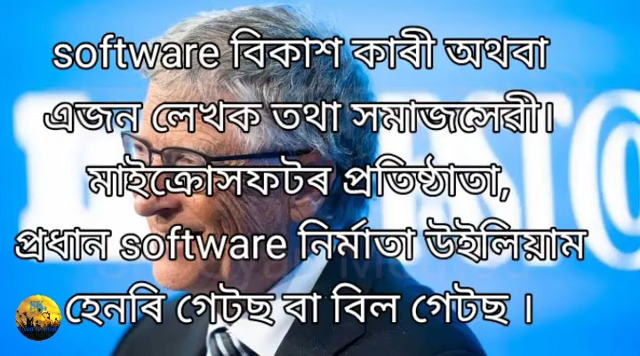 software বিকাশ কাৰী অথবা
এজন লেখক তথা সমাজসেৱী।
মাইক্ৰোসফটৰ প্ৰতিষ্ঠাতা,
প্ৰধান software নিৰ্মাতা উইলিয়াম
হেনৰি গেটছ বা বিল গেটছ ।